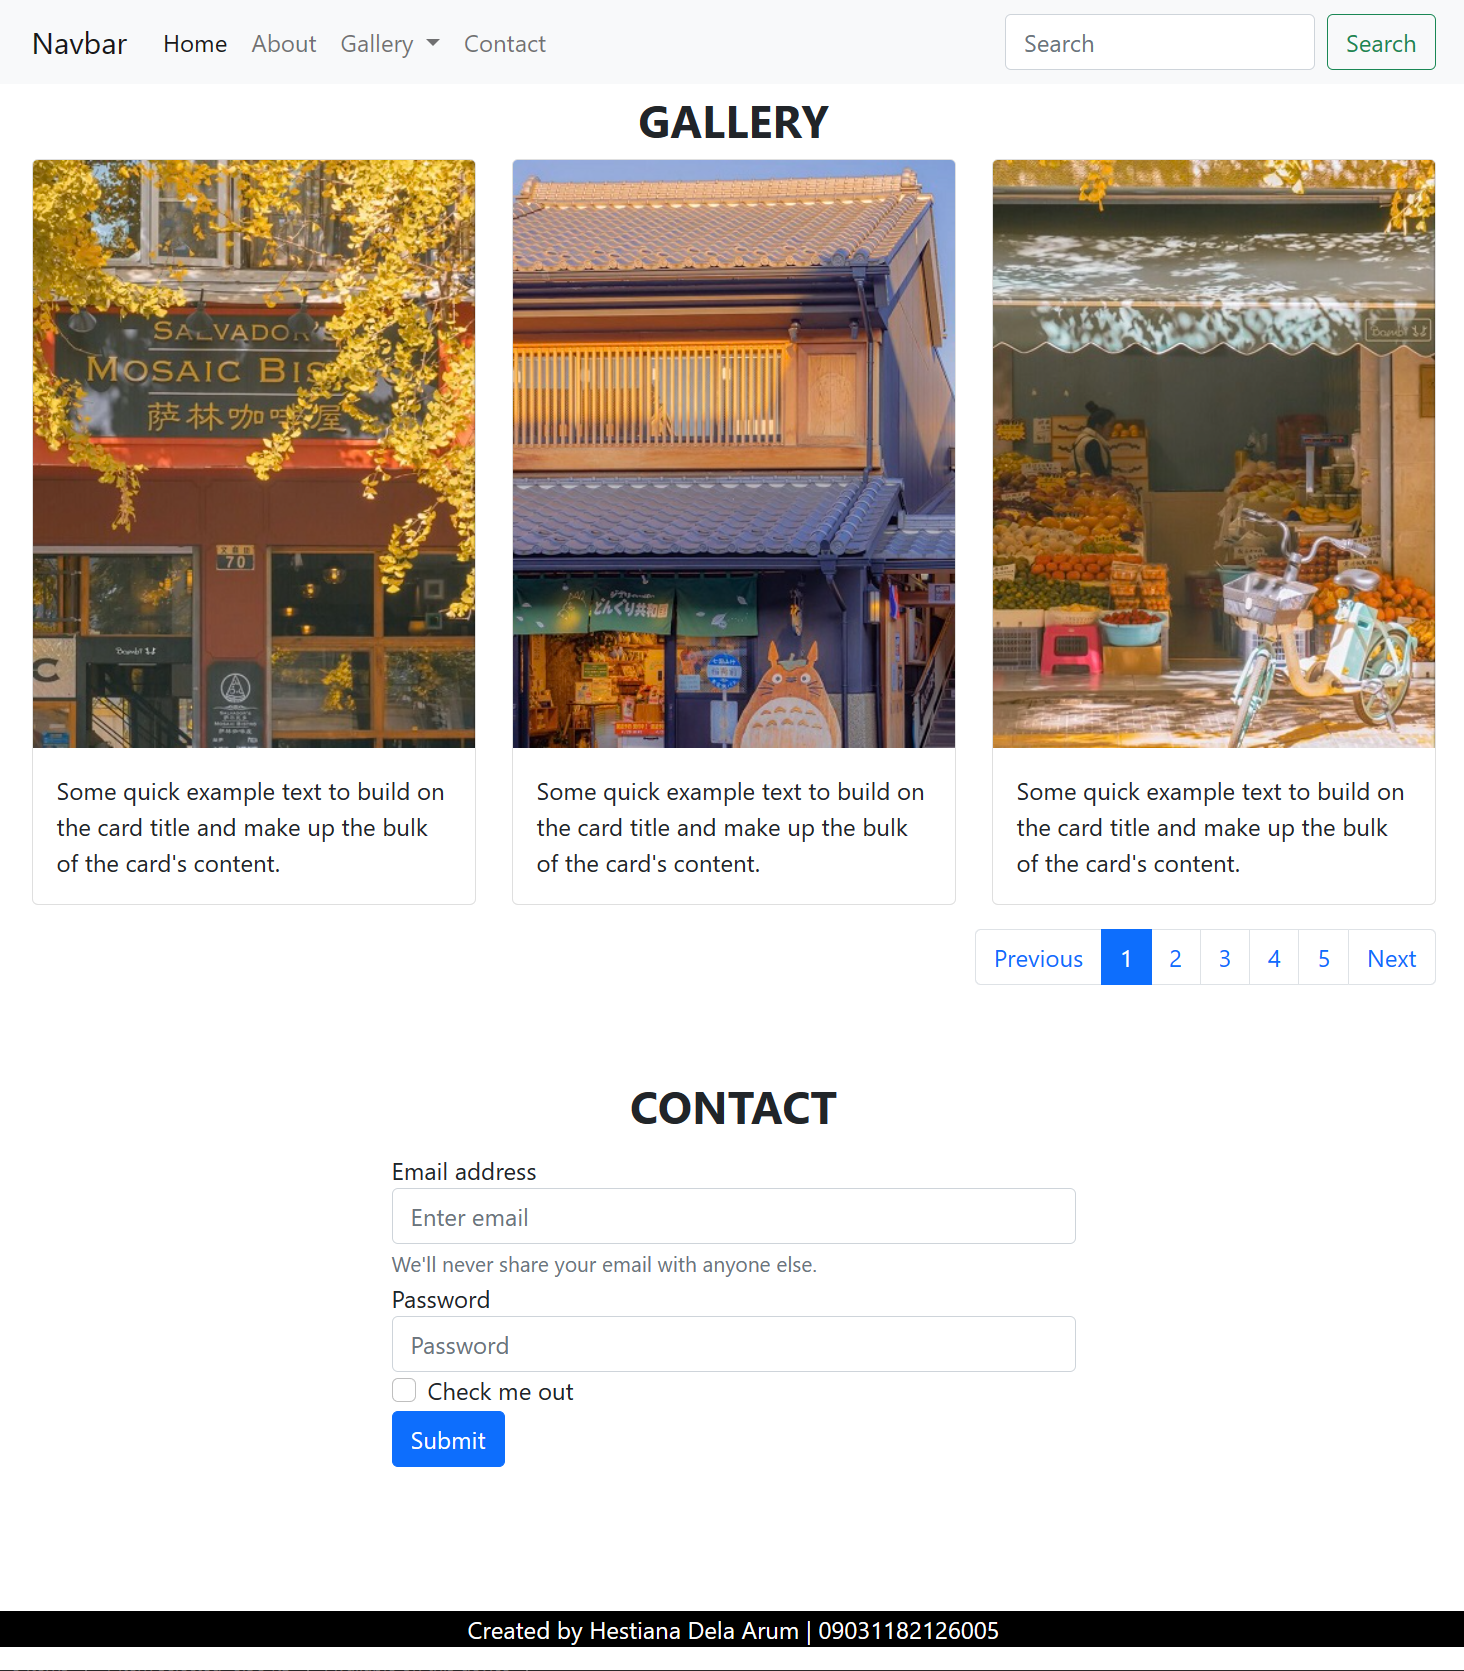 Navbar Home About Gallery Contact Search Search
GALLERY
SALVADOR'S
MOSAIC BIS
萨林咖啡屋
70
どんぐり共和国
Some quick example text to build on
the card title and make up the bulk
of the card's content.
Some quick example text to build on
the card title and make up the bulk
of the card's content.
Some quick example text to build on
the card title and make up the bulk
of the card's content.
Previous 1 2 3 4 5 Next
CONTACT
Email address
Enter email
We'll never share your email with anyone else.
Password
Password
Check me out
Submit
Created by Hestiana Dela Arum | 09031182126005